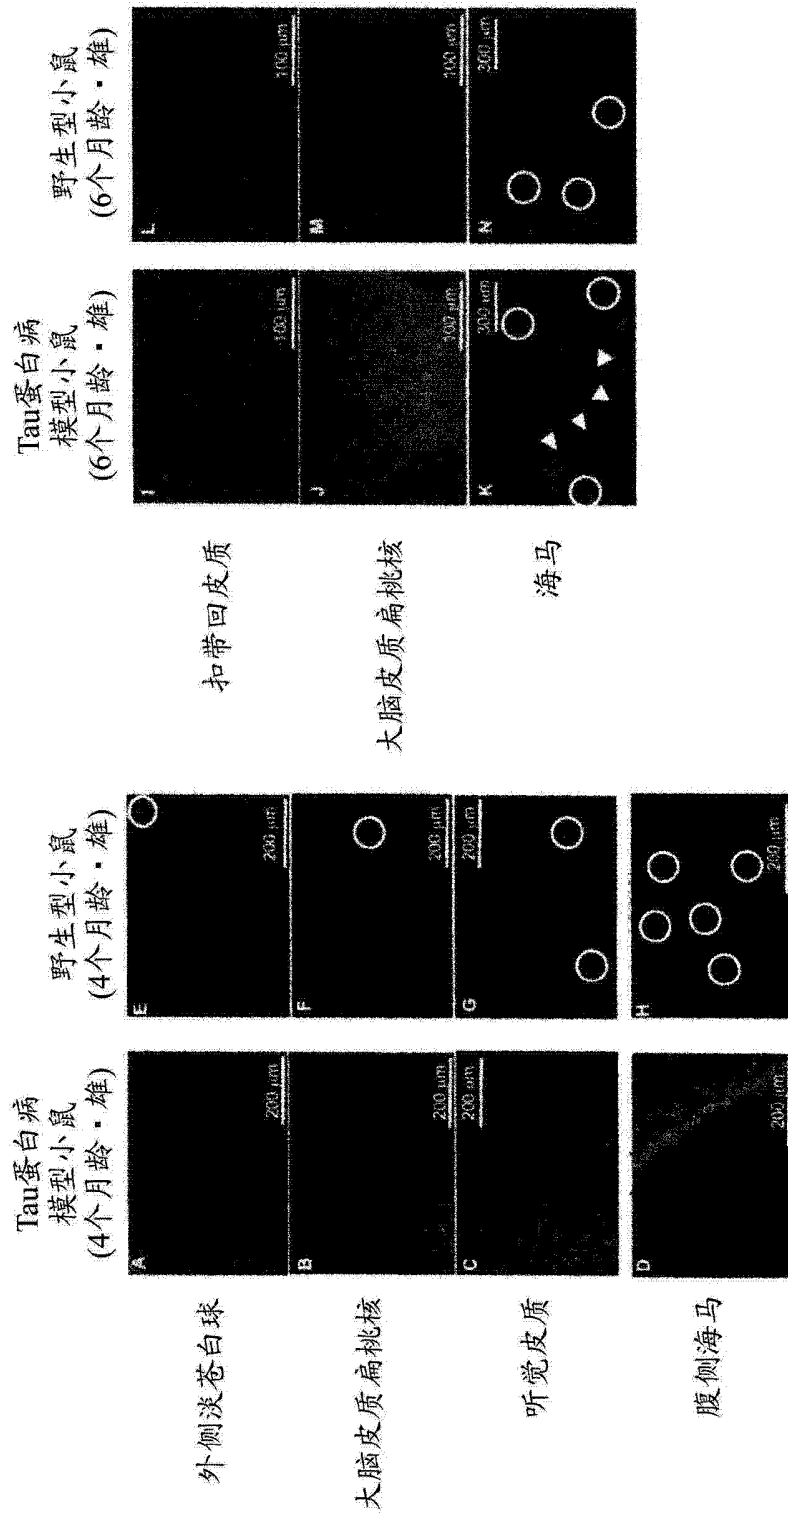 Tau蛋白病
模型小鼠
(4个月龄・雄)
野生型小鼠
(4个月龄・雄)
外侧淡苍白球
A
200 μm
E
200 μm
大脑皮质扁桃核
B
200 μm
F
200 μm
听觉皮质
C
200 μm
G
200 μm
腹侧海马
D
200 μm
H
200 μm
Tau蛋白病
模型小鼠
(6个月龄・雄)
野生型小鼠
(6个月龄・雄)
扣带回皮质
I
100 μm
L
100 μm
大脑皮质扁桃核
J
100 μm
M
100 μm
海马
K
200 μm
N
200 μm